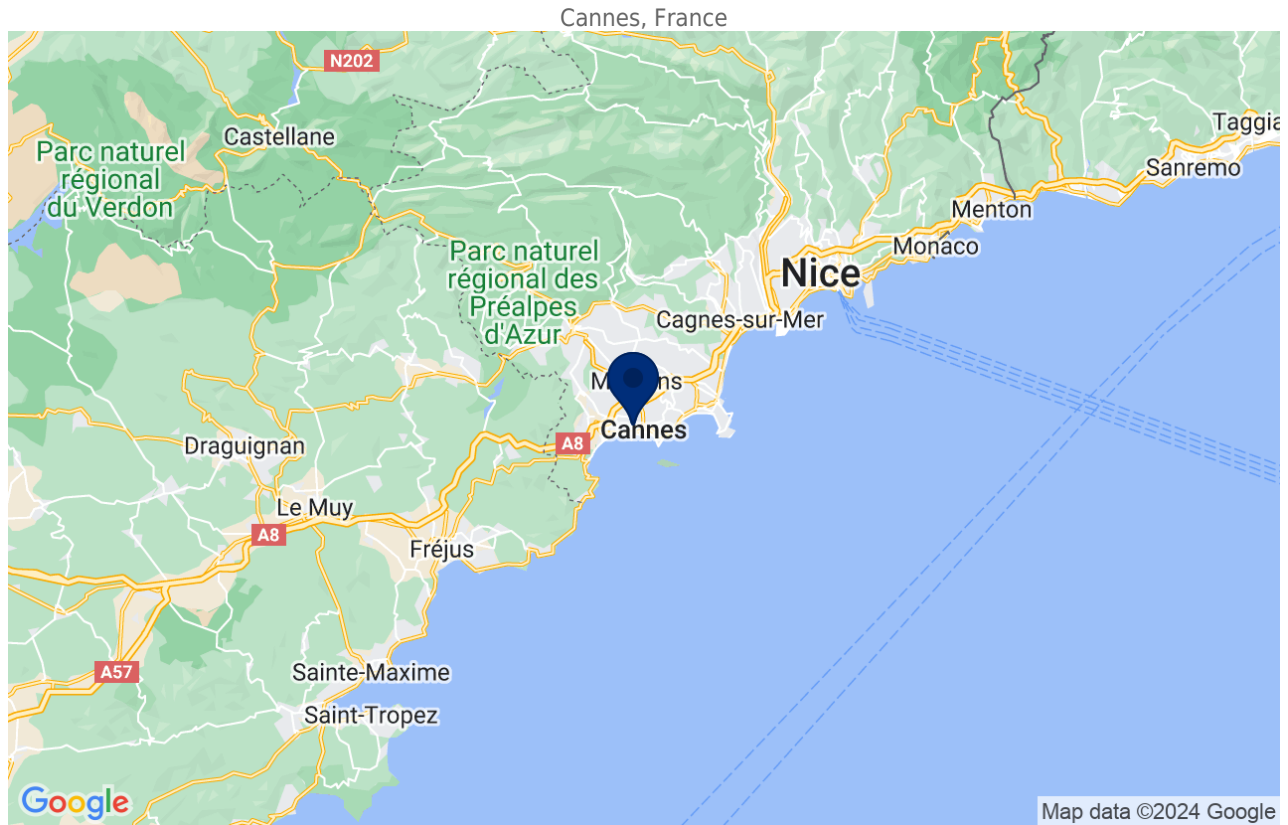 Cannes, France
N202
Taggia
Castellane
Parc naturel
régional
du Verdon
Sanremo
Menton
Monaco
Parc naturel
régional des
Préalpes
d'Azur
Nice
Cagnes-sur-Mer
Cannes
A8
Draguignan
Le Muy
A8
Fréjus
A57
Sainte-Maxime
Saint-Tropez
Google
Map data ©2024 Google